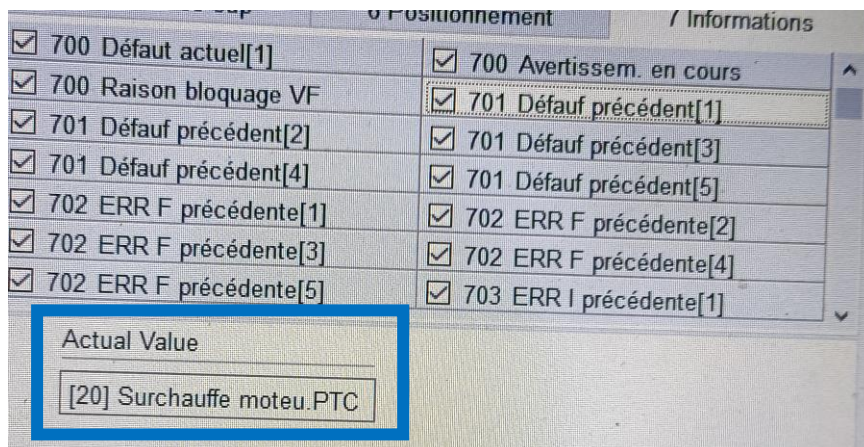 6 Positionnement 7 Informations
700 Défaut actuel[1] 700 Avertissem. en cours
700 Raison bloquage VF 701 Défauf précédent[1]
701 Défauf précédent[2] 701 Défauf précédent[3]
701 Défauf précédent[4] 701 Défauf précédent[5]
702 ERR F précédente[1] 702 ERR F précédente[2]
702 ERR F précédente[3] 702 ERR F précédente[4]
702 ERR F précédente[5] 703 ERR I précédente[1]
Actual Value
[20] Surchauffe moteu.PTC